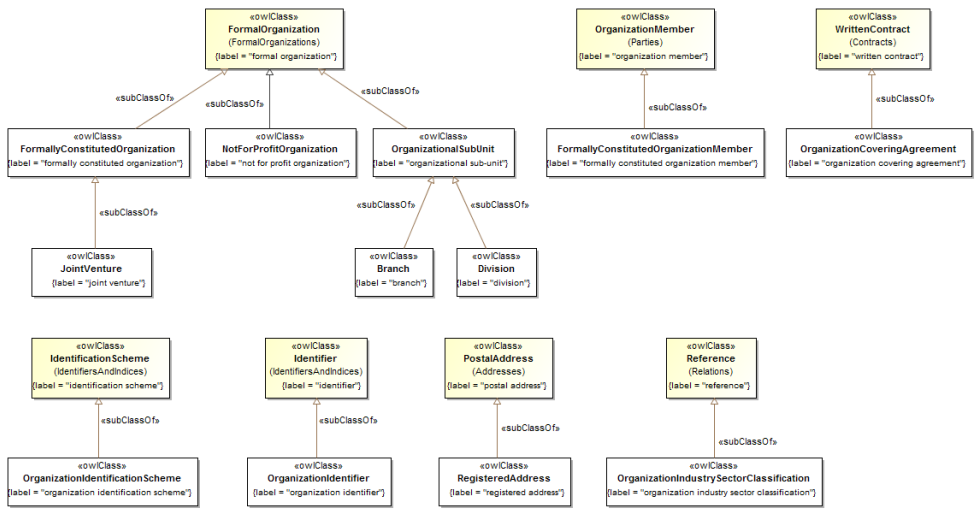 «owlClass»
FormalOrganization
(FormalOrganizations)
{label = "formal organization"}
«owlClass»
OrganizationMember
(Parties)
{label = "organization member"}
«owlClass»
WrittenContract
(Contracts)
{label = "written contract"}
«subClassOf»
«subClassOf»
«subClassOf»
«subClassOf»
«subClassOf»
«owlClass»
FormallyConstitutedOrganization
{label = "formally constituted organization"}
«owlClass»
NotForProfitOrganization
{label = "not for profit organization"}
«owlClass»
OrganizationalSubUnit
{label = "organizational sub-unit"}
«owlClass»
FormallyConstitutedOrganizationMember
{label = "formally constituted organization member"}
«owlClass»
OrganizationCoveringAgreement
{label = "organization covering agreement"}
«subClassOf»
«subClassOf»
«subClassOf»
«owlClass»
JointVenture
{label = "joint venture"}
«owlClass»
Branch
{label = "branch"}
«owlClass»
Division
{label = "division"}
«owlClass»
IdentificationScheme
(IdentifiersAndIndices)
{label = "identification scheme"}
«owlClass»
Identifier
(IdentifiersAndIndices)
{label = "identifier"}
«owlClass»
PostalAddress
(Addresses)
{label = "postal address"}
«owlClass»
Reference
(Relations)
{label = "reference"}
«subClassOf»
«subClassOf»
«subClassOf»
«subClassOf»
«owlClass»
OrganizationIdentificationScheme
{label = "organization identification scheme"}
«owlClass»
OrganizationIdentifier
{label = "organization identifier"}
«owlClass»
RegisteredAddress
{label = "registered address"}
«owlClass»
OrganizationIndustrySectorClassification
{label = "organization industry sector classification"}